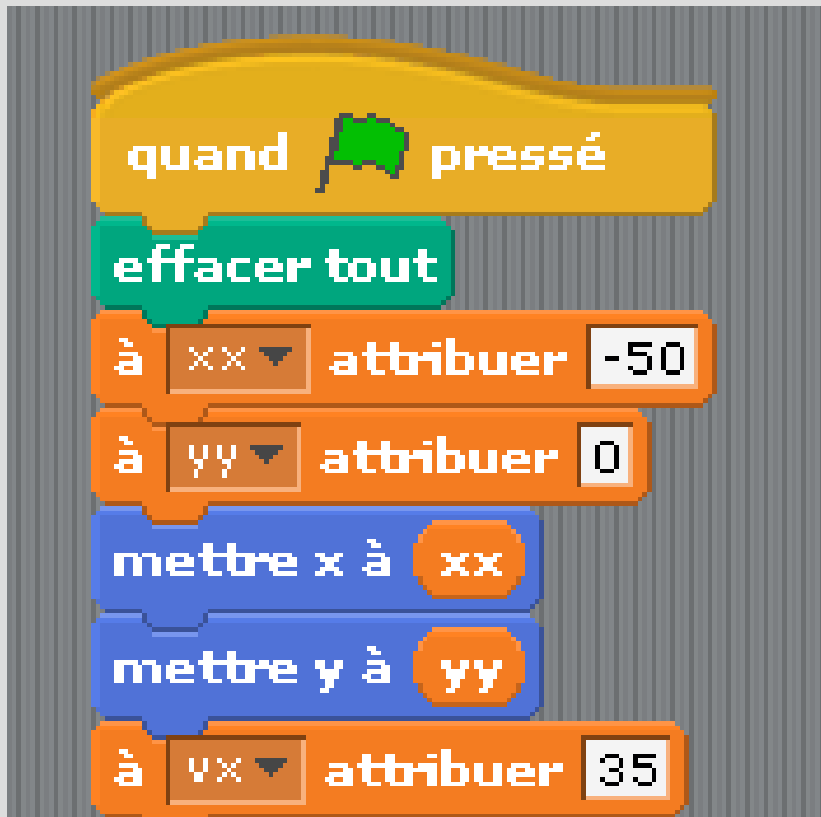 quand pressé
effacer tout
à xx attribuer -50
à yy attribuer 0
mettre x à xx
mettre y à yy
à vx attribuer 35